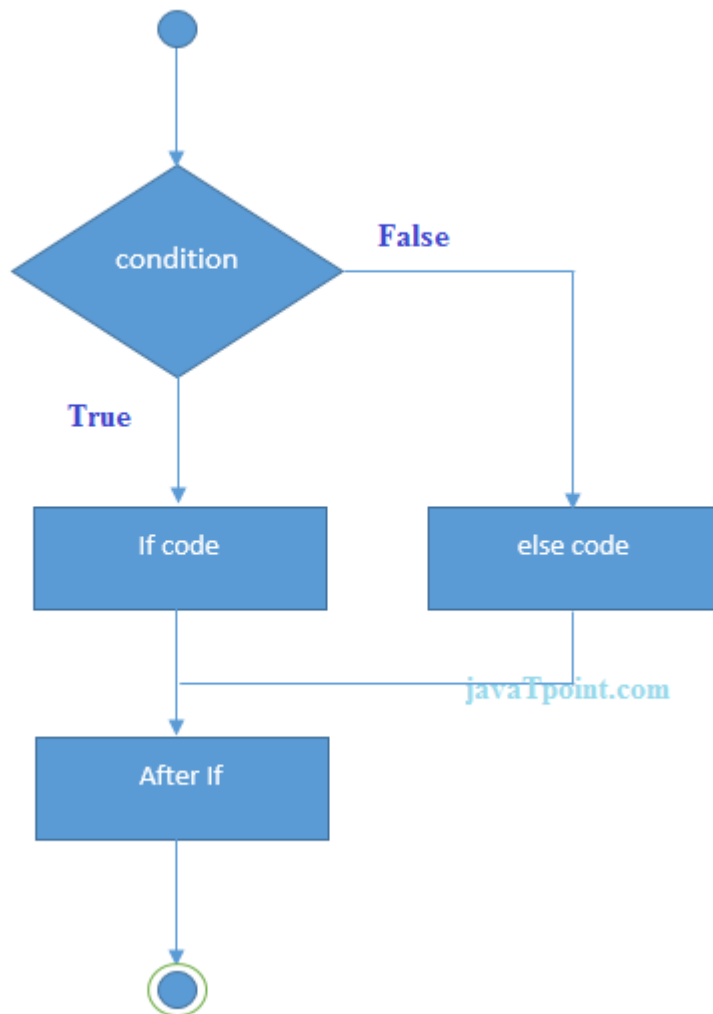 condition
False
True
If code
else code
javaTpoint.com
After If